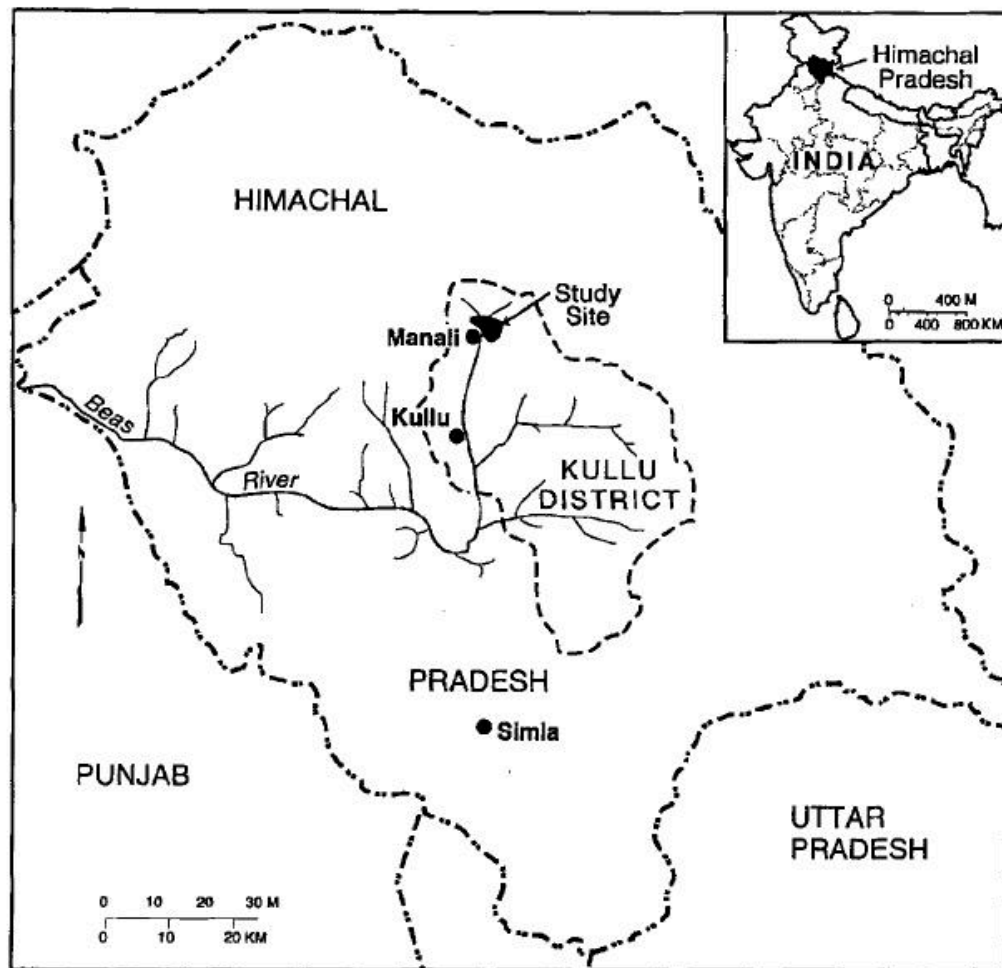 Himachal
Pradesh
INDIA
0 400 M
0 400 800 KM
HIMACHAL
Study
Site
Manali
Kullu
Beas
River
KULLU
DISTRICT
PRADESH
Simla
PUNJAB
UTTAR
PRADESH
0 10 20 30 M
0 10 20 KM